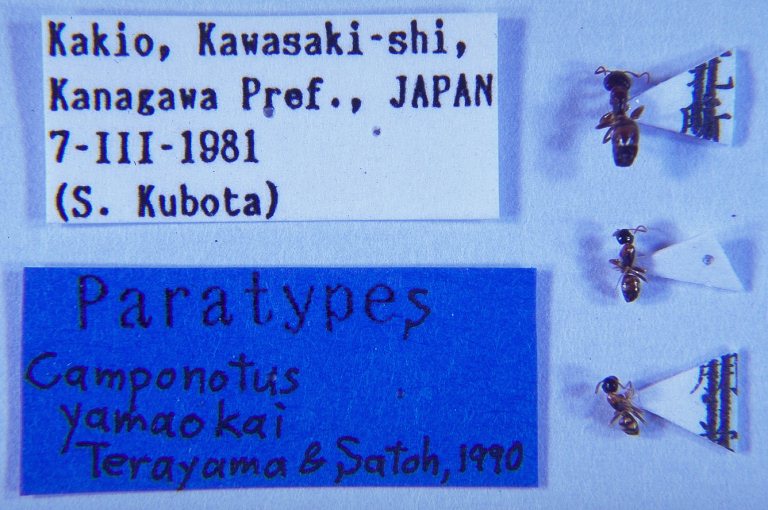 Kakio, Kawasaki-shi,
Kanagawa Pref., JAPAN
7-III-1981
(S. Kubota)
Paratypes
Camponotus
yamaokai
Terayama & Satoh, 1990